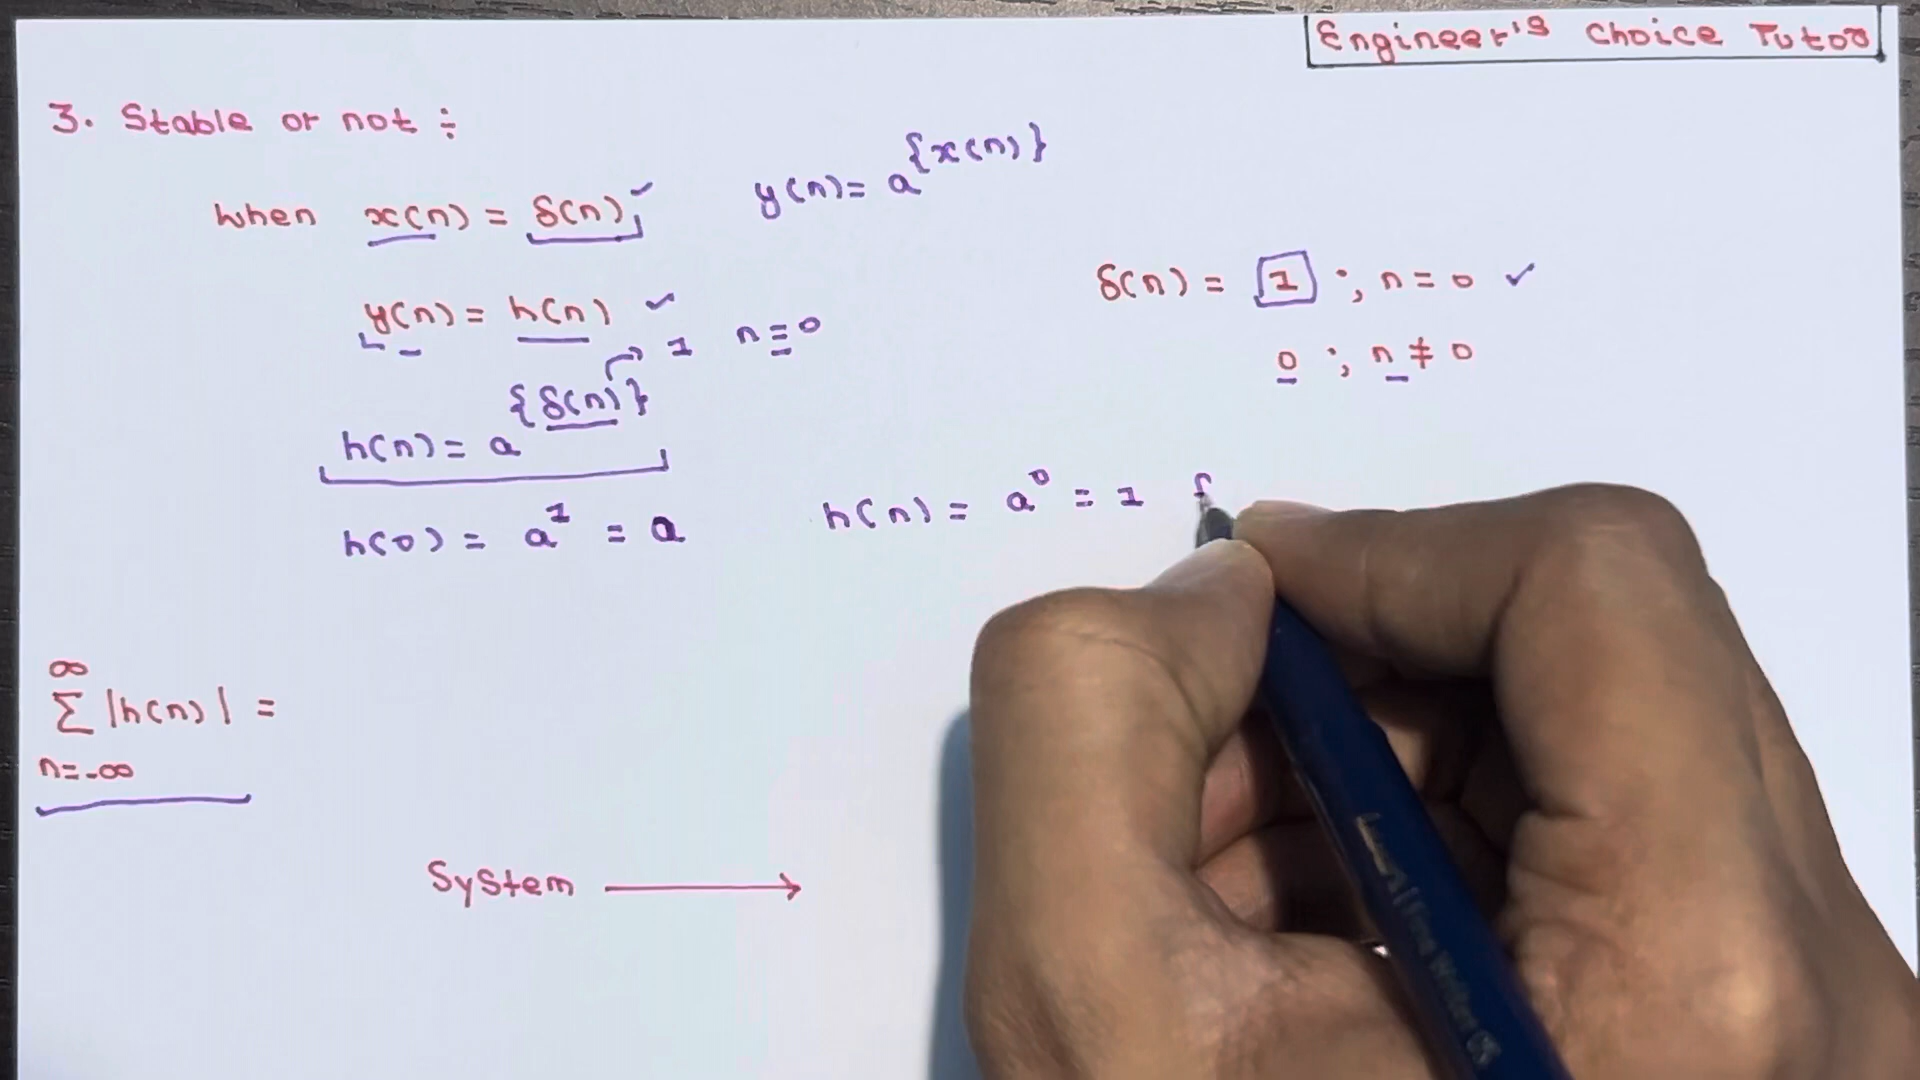 Engineer's Choice Tutor
3. Stable or not ÷
when x(n) = δ(n) ✓ y(n) = a^{x(n)}
δ(n) = 1 ; n = 0 ✓
0 ; n ≠ 0
y(n) = h(n) ✓
→ 1 n = 0
h(n) = a^{δ(n)}
h(0) = a^1 = a
h(n) = a^0 = 1 f
∞
Σ |h(n)| =
n=-∞
System →